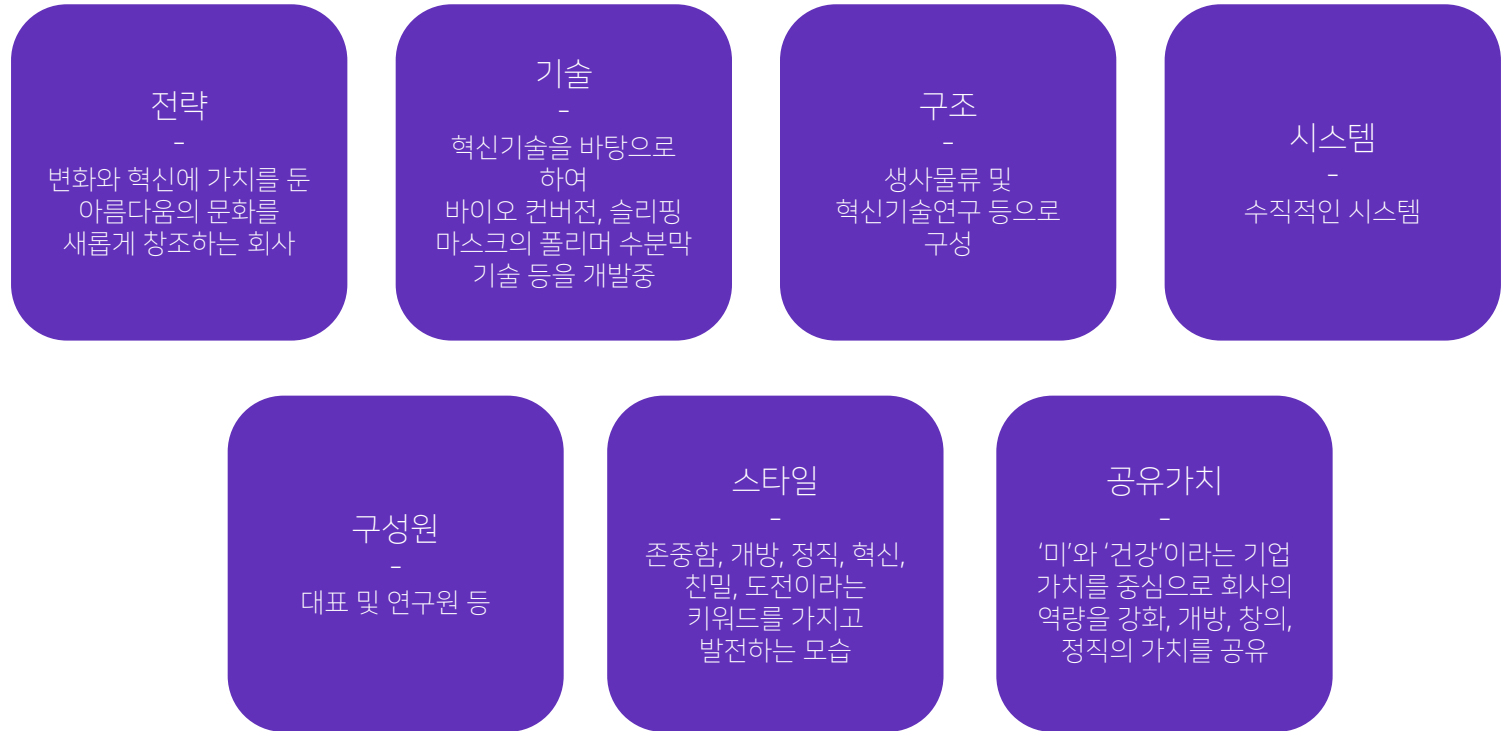 전략
-
변화와 혁신에 가치를 둔
아름다움의 문화를
새롭게 창조하는 회사
기술
-
혁신기술을 바탕으로
하여
바이오 컨버전, 슬리핑
마스크의 폴리머 수분막
기술 등을 개발중
구조
-
생사물류 및
혁신기술연구 등으로
구성
시스템
-
수직적인 시스템
구성원
-
대표 및 연구원 등
스타일
-
존중함, 개방, 정직, 혁신,
친밀, 도전이라는
키워드를 가지고
발전하는 모습
공유가치
-
‘미’와 ‘건강‘이라는 기업
가치를 중심으로 회사의
역량을 강화, 개방, 창의,
정직의 가치를 공유